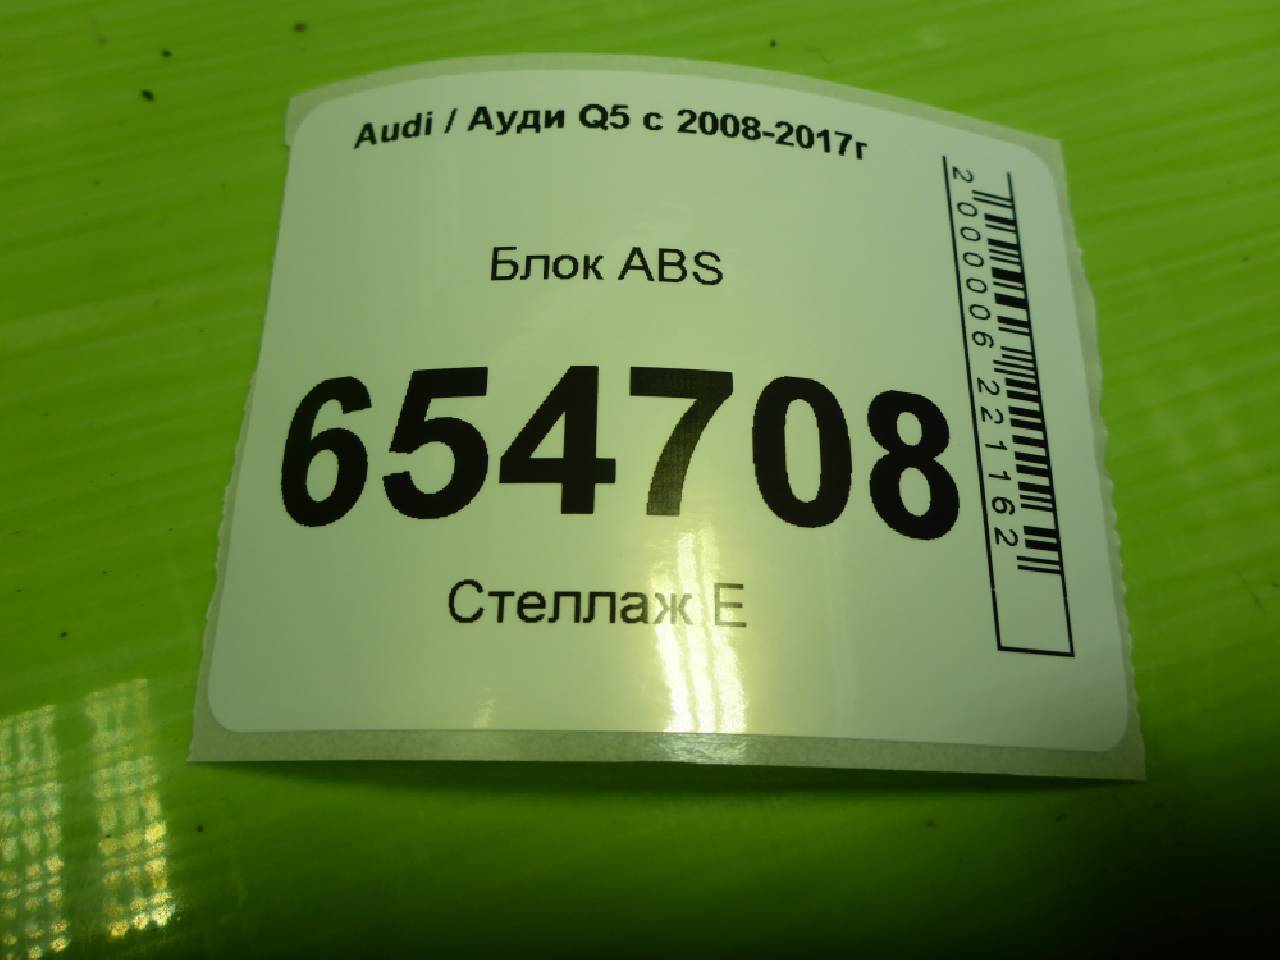 Audi / Ауди Q5 с 2008-2017г
Блок ABS
654708
Стеллаж E
2000006221162